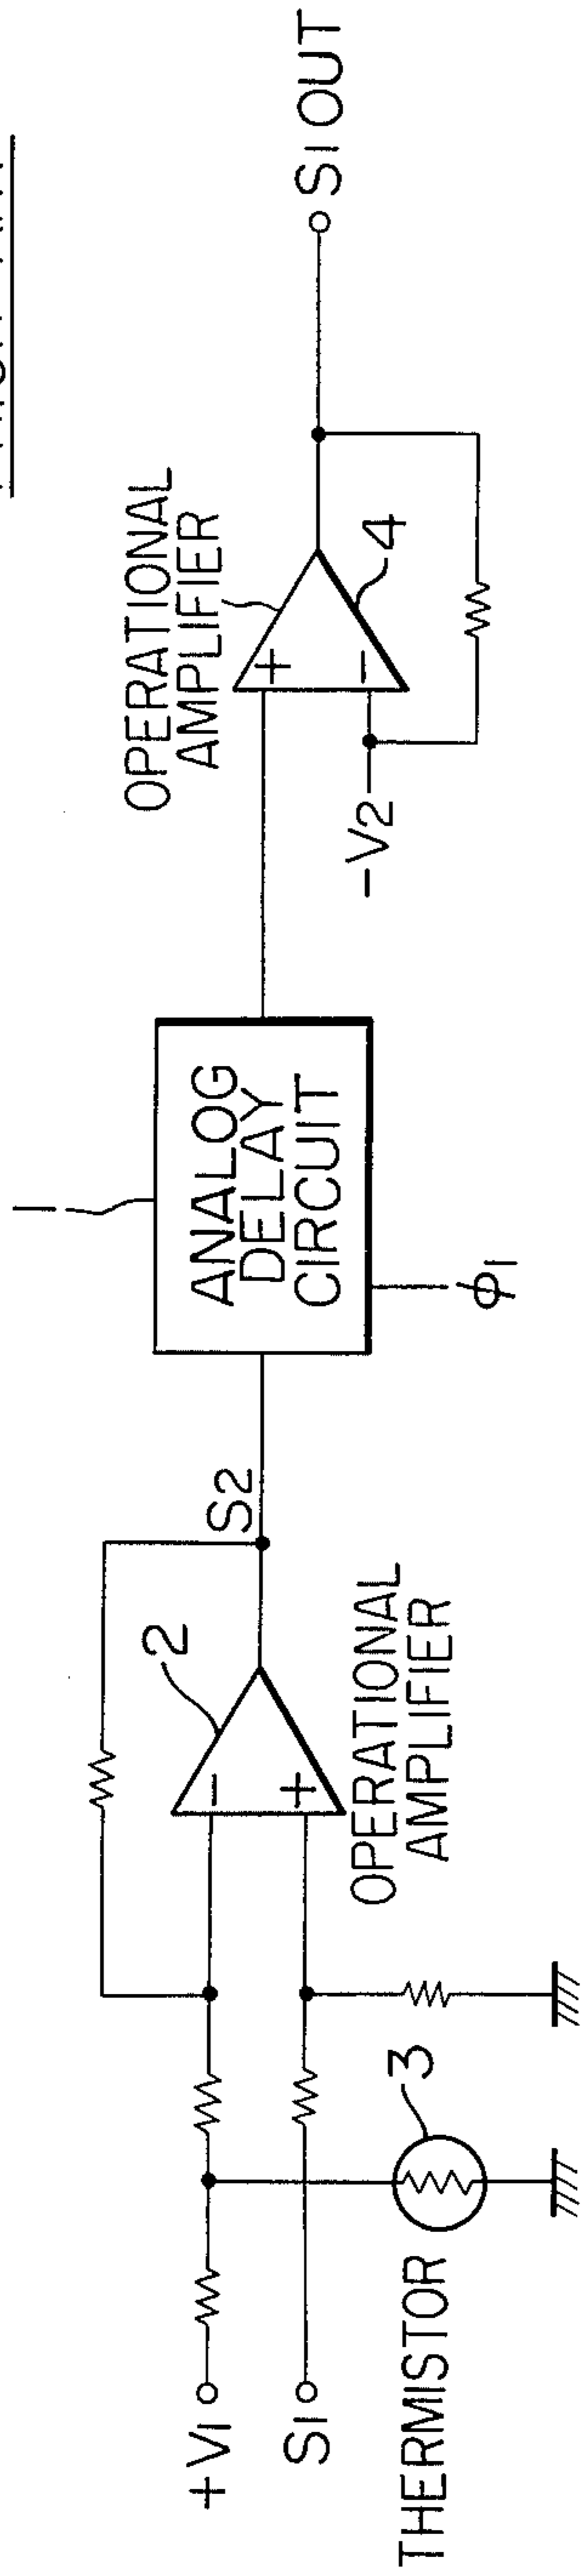 +V1
S1
THERMISTOR
3
2
OPERATIONAL
AMPLIFIER
S2
1
ANALOG
DELAY
CIRCUIT
φ1
OPERATIONAL
AMPLIFIER
+
-
4
-V2
S1 OUT
-
+